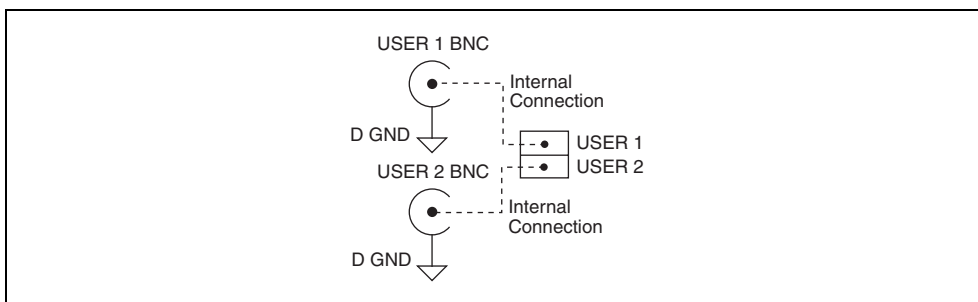 USER 1 BNC
Internal
Connection
D GND
USER 1
USER 2
USER 2 BNC
Internal
Connection
D GND